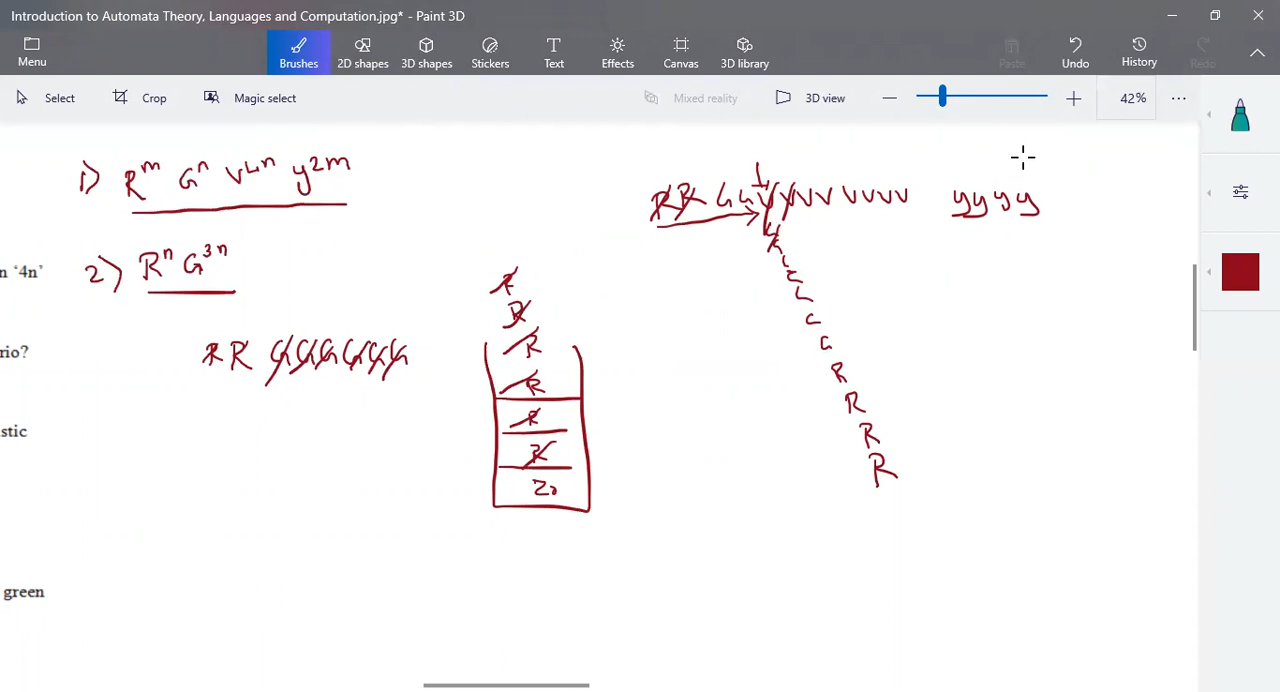 Introduction to Automata Theory, Languages and Computation.jpg* - Paint 3D
Menu
Brushes
2D shapes
3D shapes
Stickers
Text
Effects
Canvas
3D library
Paste
Undo
History
Redo
Select
Crop
Magic select
Mixed reality
3D view
42%
1) R^m G^n V^4n y^2m
R R G G V V V V V V V V y y y y
2) R^n G^3n
n '4n'
rio?
stic
green
R R G G G G G G
R
R
R
R
R
R
Z0
G
G
R
R
R
R